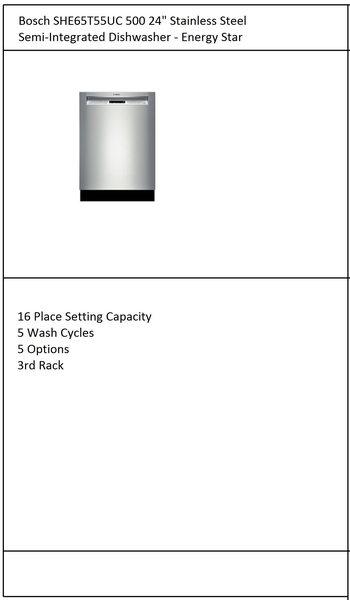 Bosch SHE65T55UC 500 24" Stainless Steel
Semi-Integrated Dishwasher - Energy Star
16 Place Setting Capacity
5 Wash Cycles
5 Options
3rd Rack